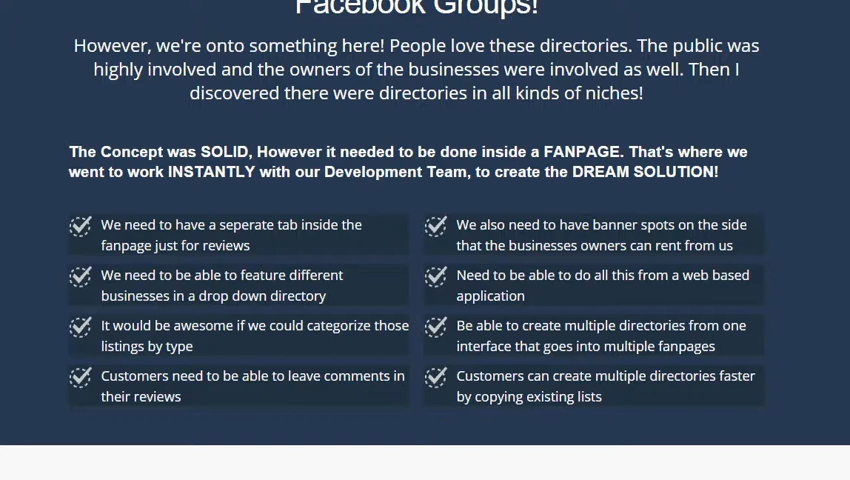 Facebook Groups!
However, we're onto something here! People love these directories. The public was
highly involved and the owners of the businesses were involved as well. Then I
discovered there were directories in all kinds of niches!
The Concept was SOLID, However it needed to be done inside a FANPAGE. That's where we
went to work INSTANTLY with our Development Team, to create the DREAM SOLUTION!
We need to have a seperate tab inside the
fanpage just for reviews
We need to be able to feature different
businesses in a drop down directory
It would be awesome if we could categorize those
listings by type
Customers need to be able to leave comments in
their reviews
We also need to have banner spots on the side
that the businesses owners can rent from us
Need to be able to do all this from a web based
application
Be able to create multiple directories from one
interface that goes into multiple fanpages
Customers can create multiple directories faster
by copying existing lists